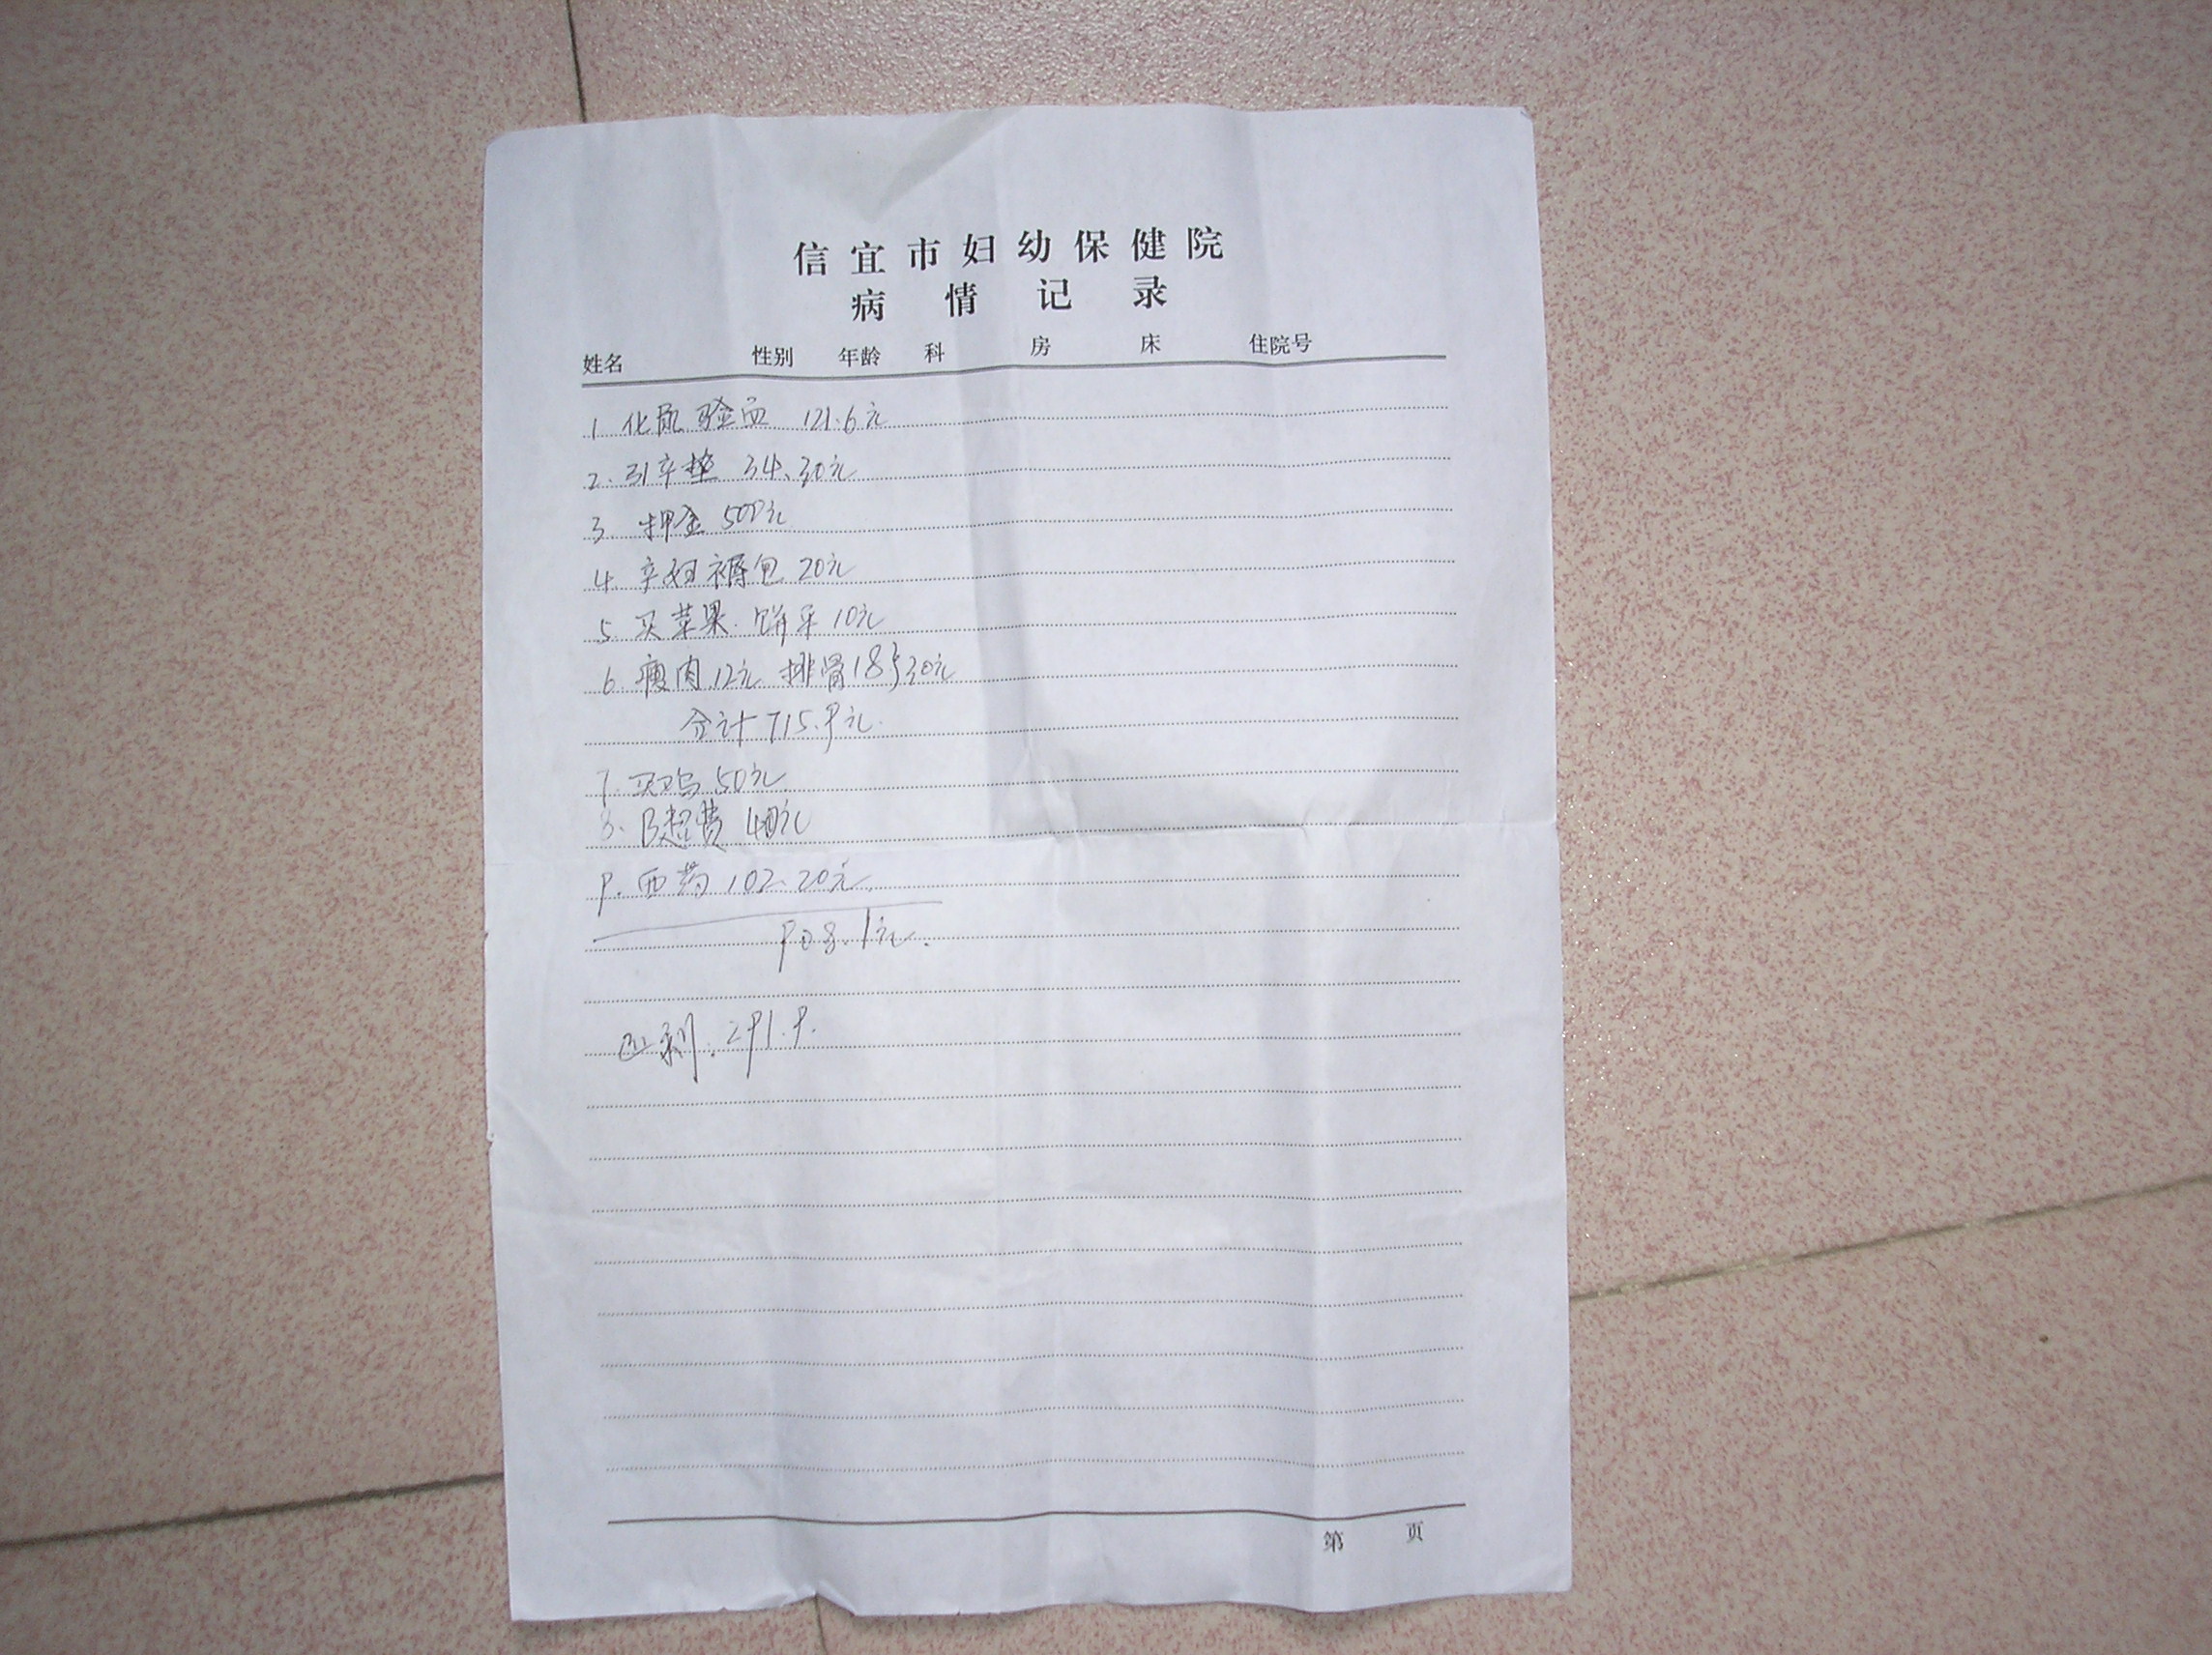 信宜市妇幼保健院
病情记录
姓名 性别 年龄 科 房 床 住院号
1. 化尿 验血 121.6元
2. 引产垫 34.30元
3. 押金 500元
4. 产妇褥包 20元
5. 买苹果. 饼干 10元
6. 瘦肉12元 排骨18}30元
合计 715.9元.
7. 买鸡 50元
8. B超费 40元
9. 西药 102.20元.
908.1元.
剩: 291.9.
第 页